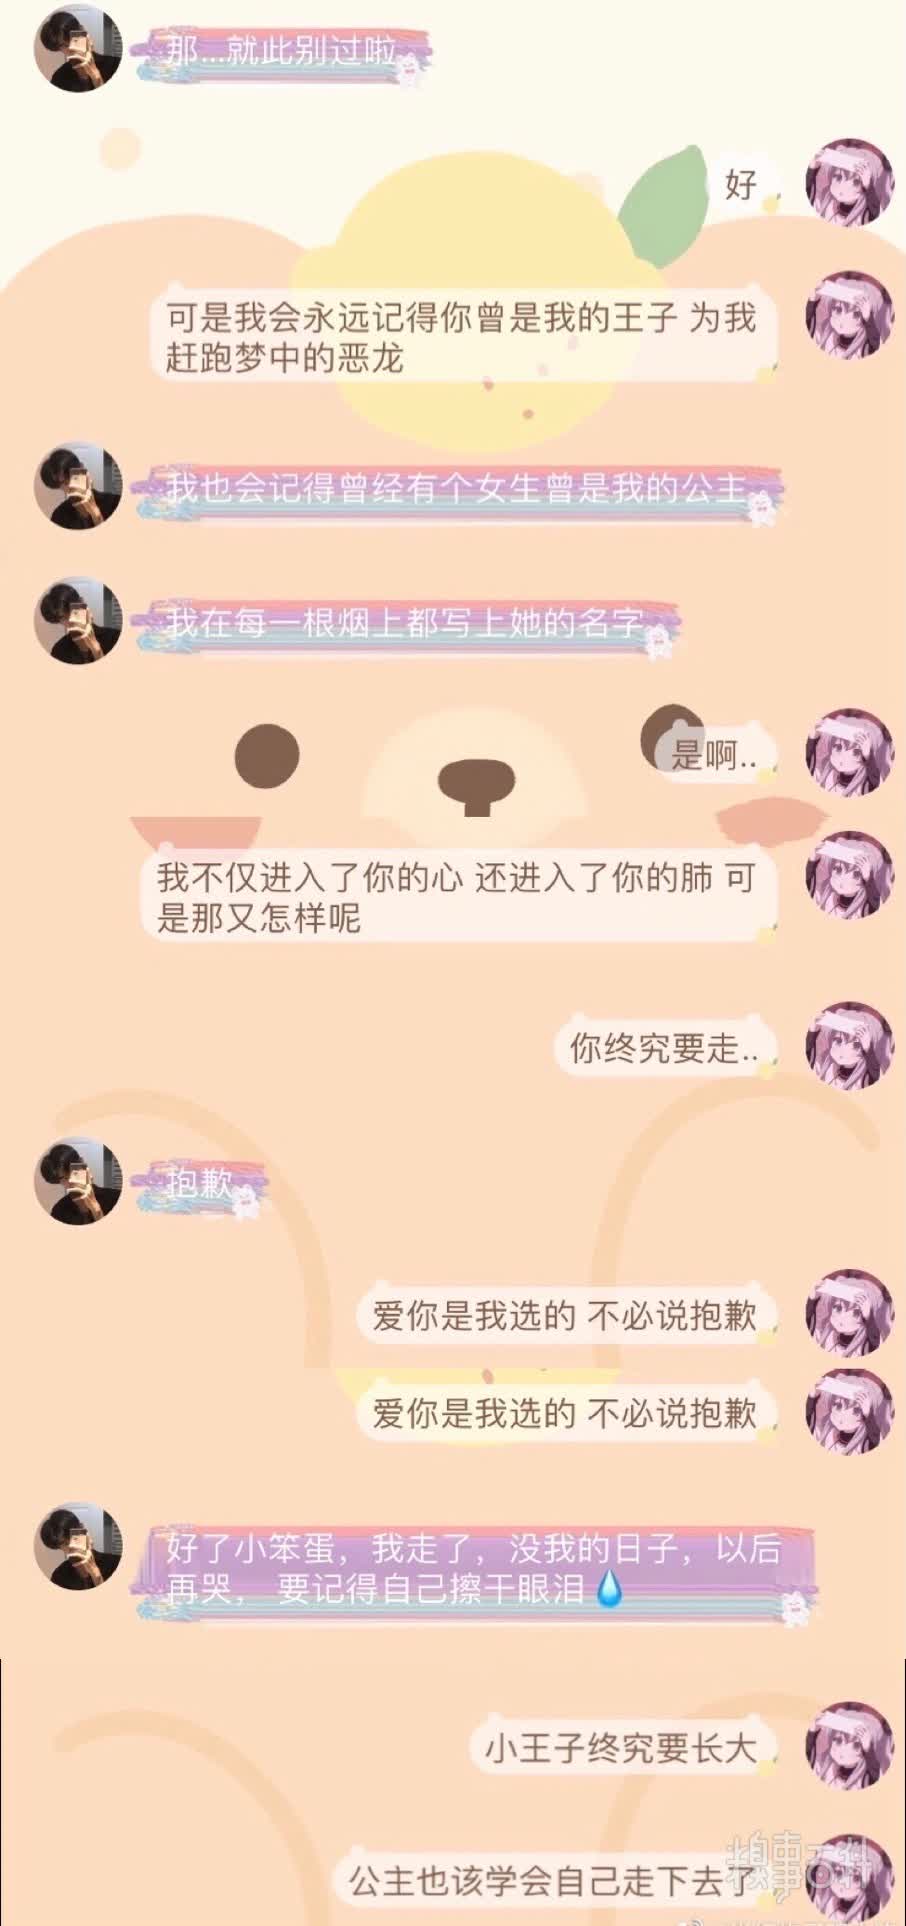 那...就此别过啦
好
可是我会永远记得你曾是我的王子 为我
赶跑梦中的恶龙
我也会记得曾经有个女生曾是我的公主
我在每一根烟上都写上她的名字
是啊..
我不仅进入了你的心 还进入了你的肺 可
是那又怎样呢
你终究要走..
抱歉
爱你是我选的 不必说抱歉
爱你是我选的 不必说抱歉
好了小笨蛋，我走了，没我的日子，以后
再哭， 要记得自己擦干眼泪💧
小王子终究要长大
公主也该学会自己走下去了
糗事百科